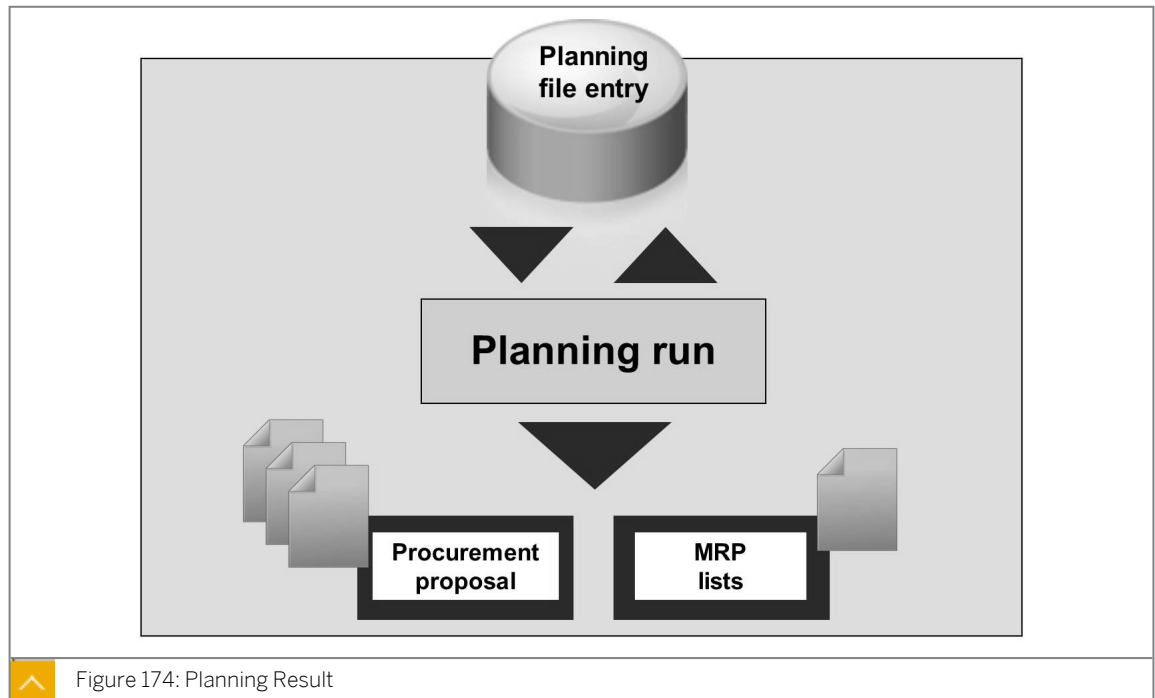 Planning
file entry
Planning run
Procurement
proposal
MRP
lists
Figure 174: Planning Result